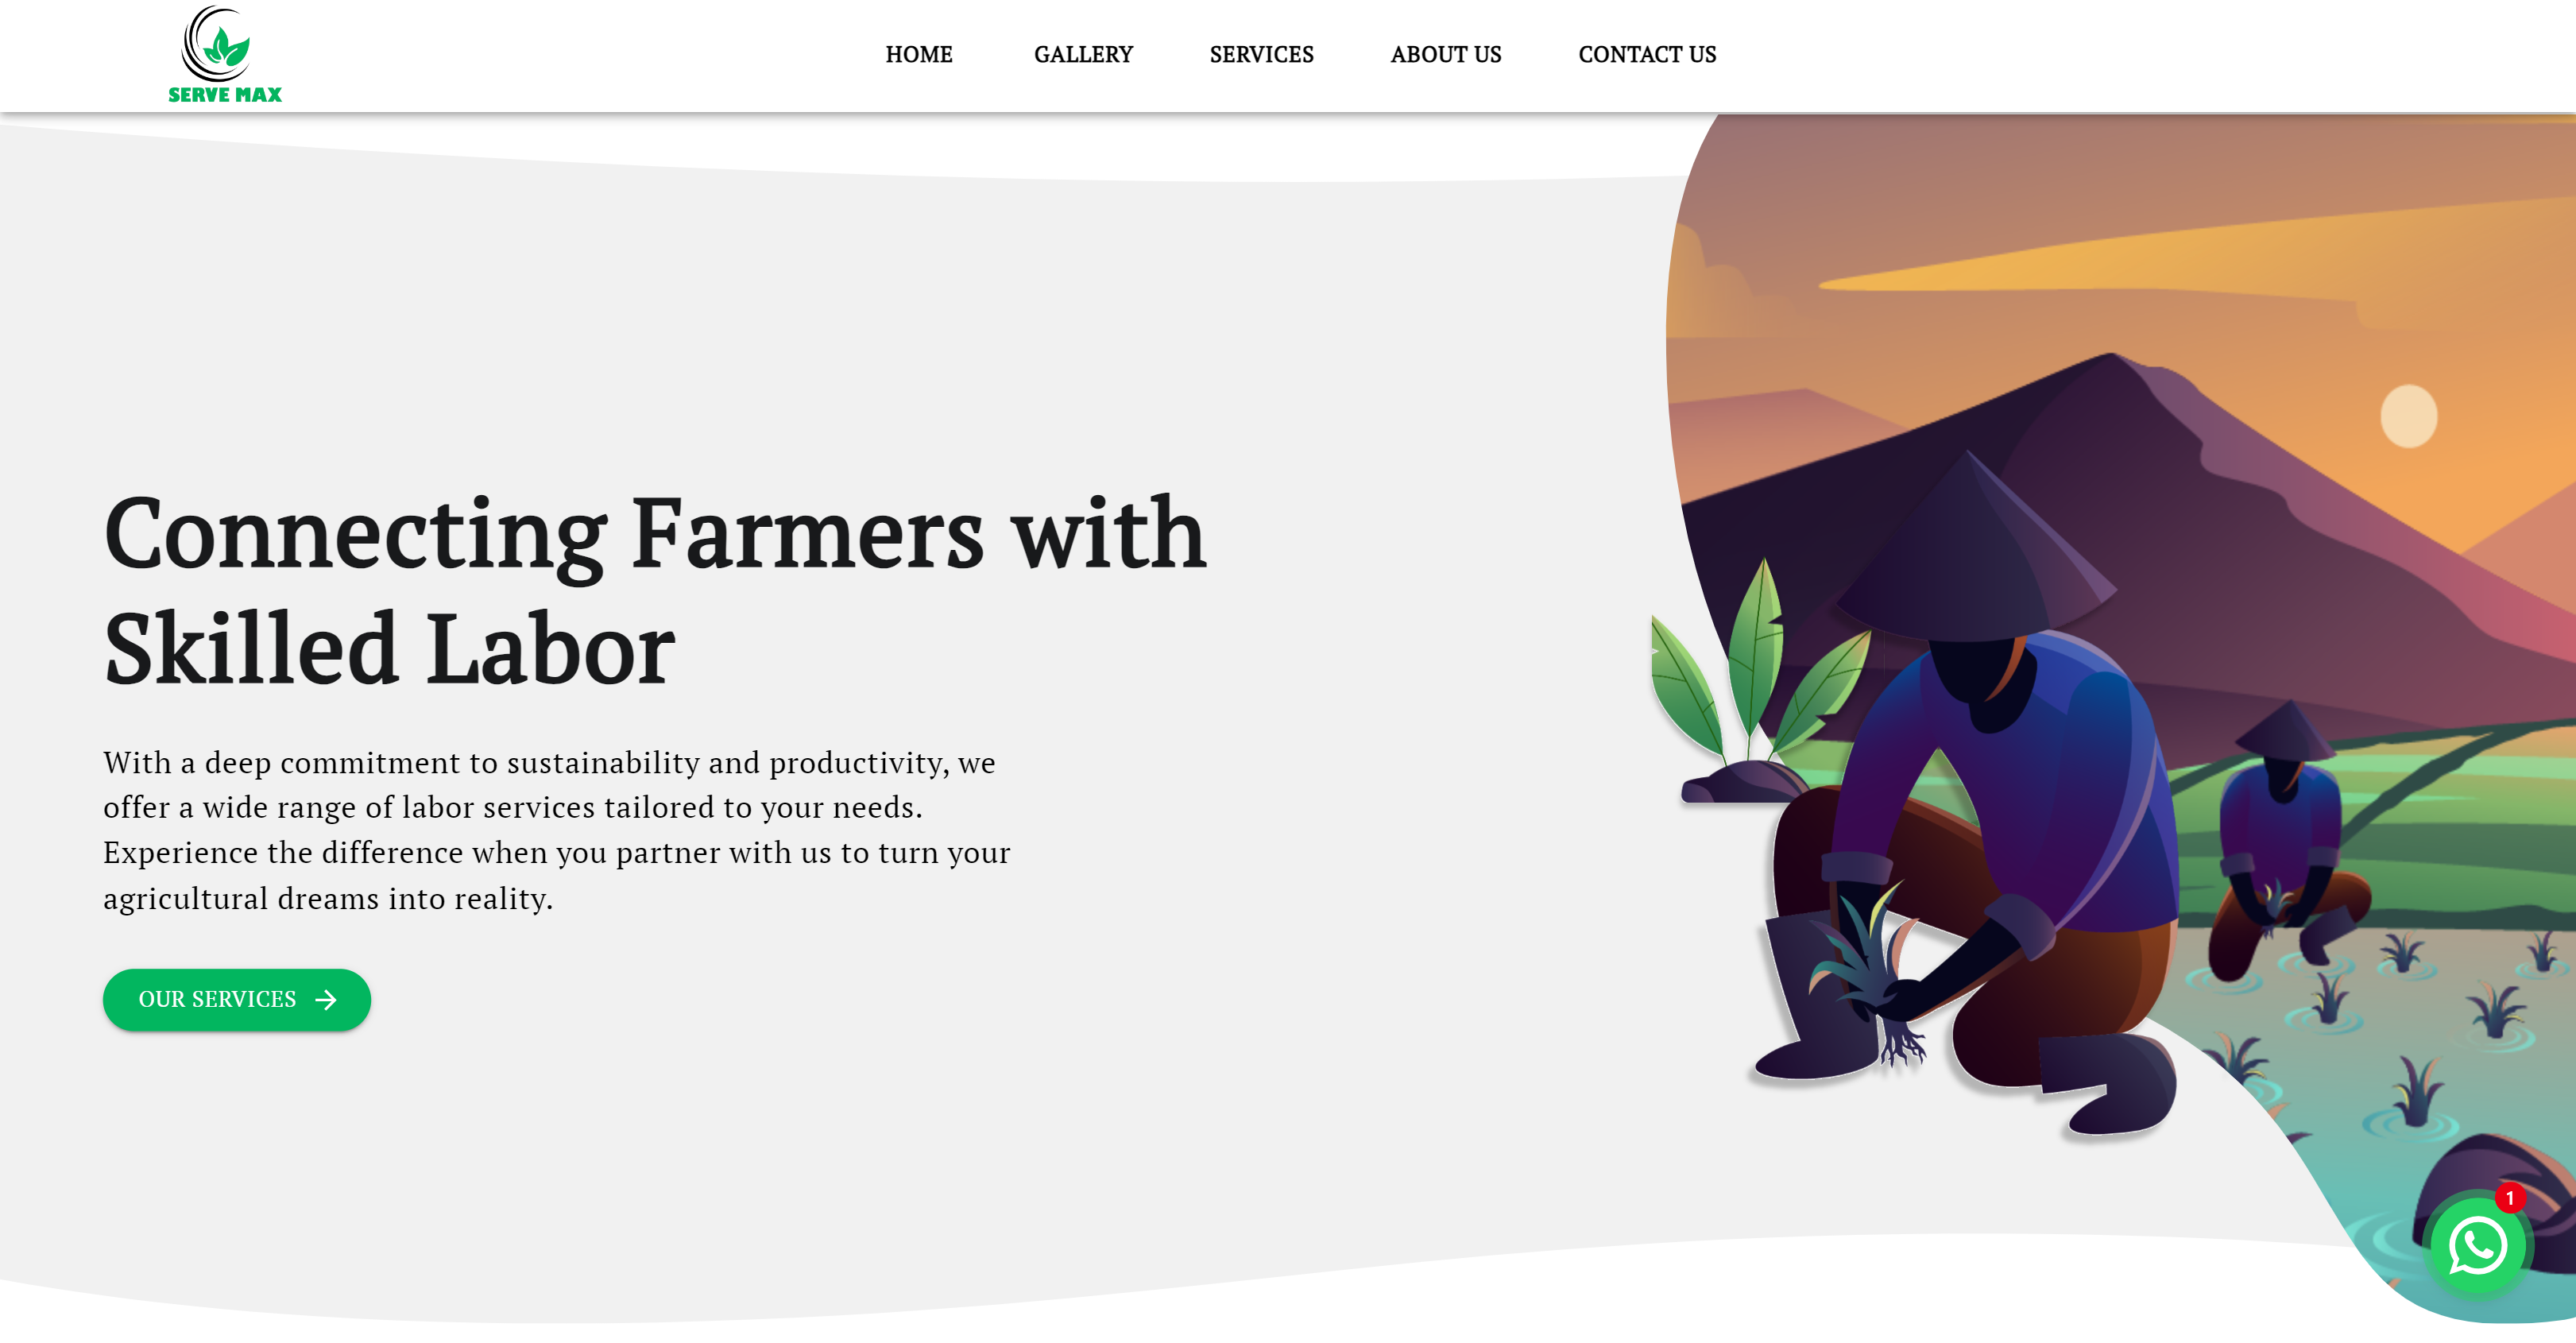 SERVE MAX
HOME GALLERY SERVICES ABOUT US CONTACT US
Connecting Farmers with
Skilled Labor
With a deep commitment to sustainability and productivity, we
offer a wide range of labor services tailored to your needs.
Experience the difference when you partner with us to turn your
agricultural dreams into reality.
OUR SERVICES
1